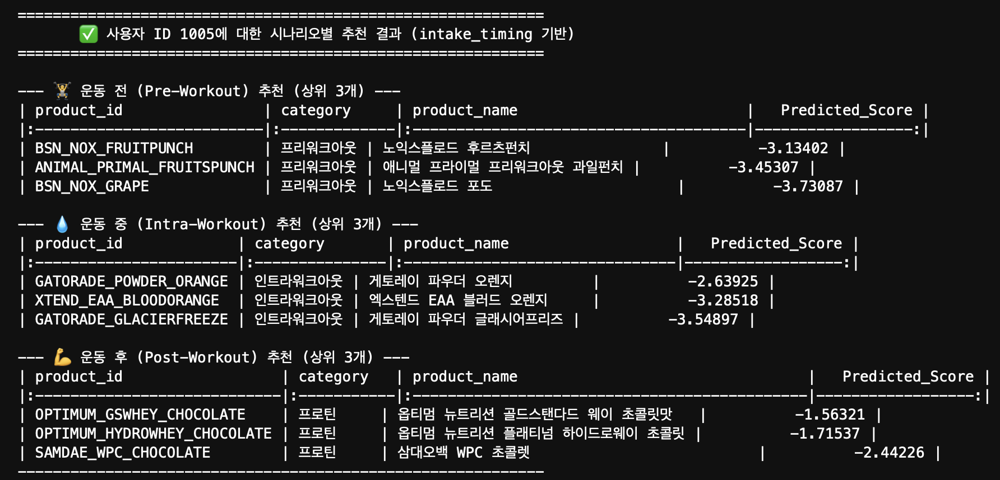 ============================================================
✅ 사용자 ID 1005에 대한 시나리오별 추천 결과 (intake_timing 기반)
============================================================
--- 🏋️ 운동 전 (Pre-Workout) 추천 (상위 3개) ---
| product_id                | category     | product_name                          |   Predicted_Score |
|:--------------------------|:-------------|:--------------------------------------|------------------:|
| BSN_NOX_FRUITPUNCH        | 프리워크아웃 | 노익스플로드 후르츠펀치               |          -3.13402 |
| ANIMAL_PRIMAL_FRUITSPUNCH | 프리워크아웃 | 애니멀 프라이멀 프리워크아웃 과일펀치 |          -3.45307 |
| BSN_NOX_GRAPE             | 프리워크아웃 | 노익스플로드 포도                     |          -3.73087 |
--- 💧 운동 중 (Intra-Workout) 추천 (상위 3개) ---
| product_id             | category       | product_name                   |   Predicted_Score |
|:-----------------------|:---------------|:-------------------------------|------------------:|
| GATORADE_POWDER_ORANGE | 인트라워크아웃 | 게토레이 파우더 오렌지         |          -2.63925 |
| XTEND_EAA_BLOODORANGE  | 인트라워크아웃 | 엑스텐드 EAA 블러드 오렌지     |          -3.28518 |
| GATORADE_GLACIERFREEZE | 인트라워크아웃 | 게토레이 파우더 글래시어프리즈 |          -3.54897 |
--- 💪 운동 후 (Post-Workout) 추천 (상위 3개) ---
| product_id                  | category   | product_name                                 |   Predicted_Score |
|:----------------------------|:-----------|:---------------------------------------------|------------------:|
| OPTIMUM_GSWHEY_CHOCOLATE    | 프로틴     | 옵티멈 뉴트리션 골드스탠다드 웨이 초콜릿맛   |          -1.56321 |
| OPTIMUM_HYDROWHEY_CHOCOLATE | 프로틴     | 옵티멈 뉴트리션 플래티넘 하이드로웨이 초콜릿 |          -1.71537 |
| SAMDAE_WPC_CHOCOLATE        | 프로틴     | 삼대오백 WPC 초콜렛                          |          -2.44226 |
------------------------------------------------------------